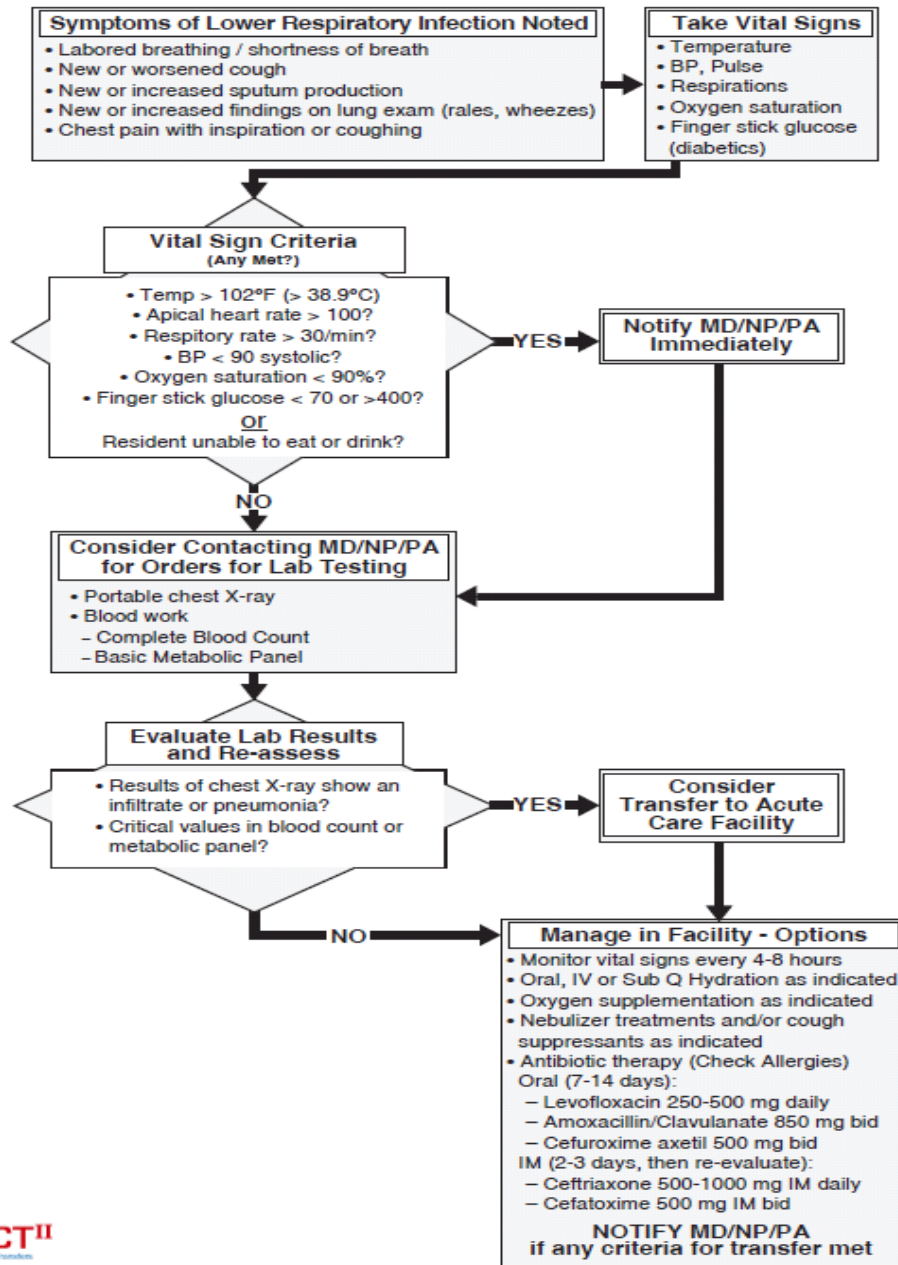 Symptoms of Lower Respiratory Infection Noted
• Labored breathing / shortness of breath
• New or worsened cough
• New or increased sputum production
• New or increased findings on lung exam (rales, wheezes)
• Chest pain with inspiration or coughing
Take Vital Signs
• Temperature
• BP, Pulse
• Respirations
• Oxygen saturation
• Finger stick glucose
(diabetics)
Vital Sign Criteria
(Any Met?)
• Temp > 102ºF (> 38.9ºC)
• Apical heart rate > 100?
• Respitory rate > 30/min?
• BP < 90 systolic?
• Oxygen saturation < 90%?
• Finger stick glucose < 70 or >400?
or
Resident unable to eat or drink?
YES
Notify MD/NP/PA
Immediately
NO
Consider Contacting MD/NP/PA
for Orders for Lab Testing
• Portable chest X-ray
• Blood work
– Complete Blood Count
– Basic Metabolic Panel
Evaluate Lab Results
and Re-assess
• Results of chest X-ray show an
infiltrate or pneumonia?
• Critical values in blood count or
metabolic panel?
YES
Consider
Transfer to Acute
Care Facility
NO
Manage in Facility - Options
• Monitor vital signs every 4-8 hours
• Oral, IV or Sub Q Hydration as indicated
• Oxygen supplementation as indicated
• Nebulizer treatments and/or cough
suppressants as indicated
• Antibiotic therapy (Check Allergies)
Oral (7-14 days):
– Levofloxacin 250-500 mg daily
– Amoxacillin/Clavulanate 850 mg bid
– Cefuroxime axetil 500 mg bid
IM (2-3 days, then re-evaluate):
– Ceftriaxone 500-1000 mg IM daily
– Cefatoxime 500 mg IM bid
NOTIFY MD/NP/PA
if any criteria for transfer met
CT II